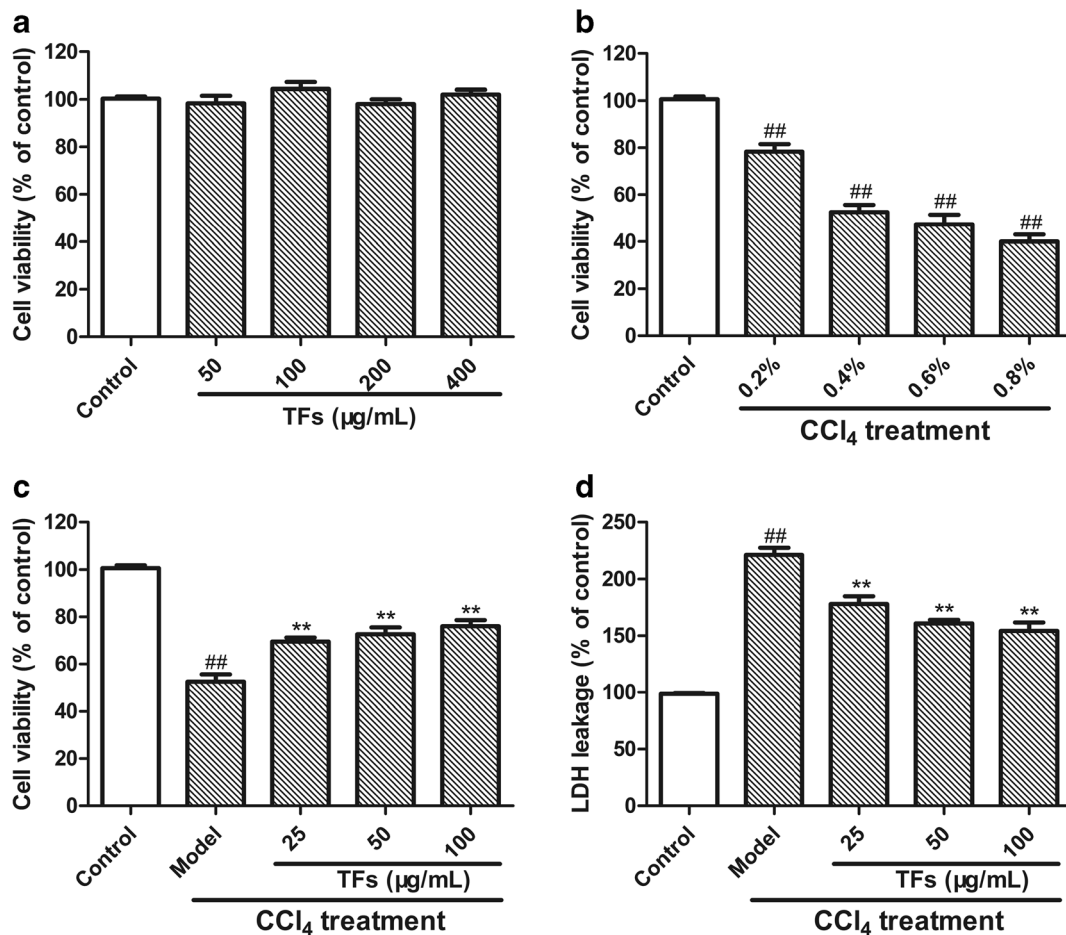 a
Cell viability (% of control)
120
100
80
60
40
20
0
Control
50
100
200
400
TFs (µg/mL)
b
Cell viability (% of control)
120
100
80
60
40
20
0
##
##
##
##
Control
0.2%
0.4%
0.6%
0.8%
CCl₄ treatment
c
Cell viability (% of control)
120
100
80
60
40
20
0
##
**
**
**
Control
Model
25
50
100
TFs (µg/mL)
CCl₄ treatment
d
LDH leakage (% of control)
250
200
150
100
50
0
##
**
**
**
Control
Model
25
50
100
TFs (µg/mL)
CCl₄ treatment